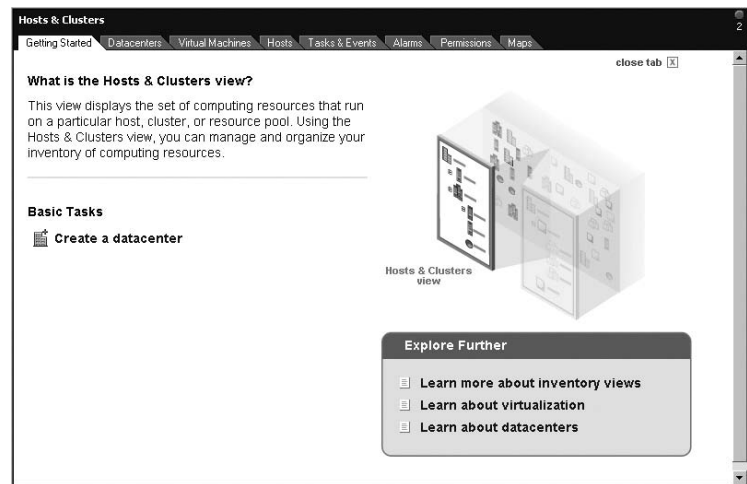 Hosts & Clusters
2
Getting Started Datacenters Virtual Machines Hosts Tasks & Events Alarms Permissions Maps
close tab X
What is the Hosts & Clusters view?
This view displays the set of computing resources that run
on a particular host, cluster, or resource pool. Using the
Hosts & Clusters view, you can manage and organize your
inventory of computing resources.
Basic Tasks
Create a datacenter
Hosts & Clusters
view
Explore Further
Learn more about inventory views
Learn about virtualization
Learn about datacenters